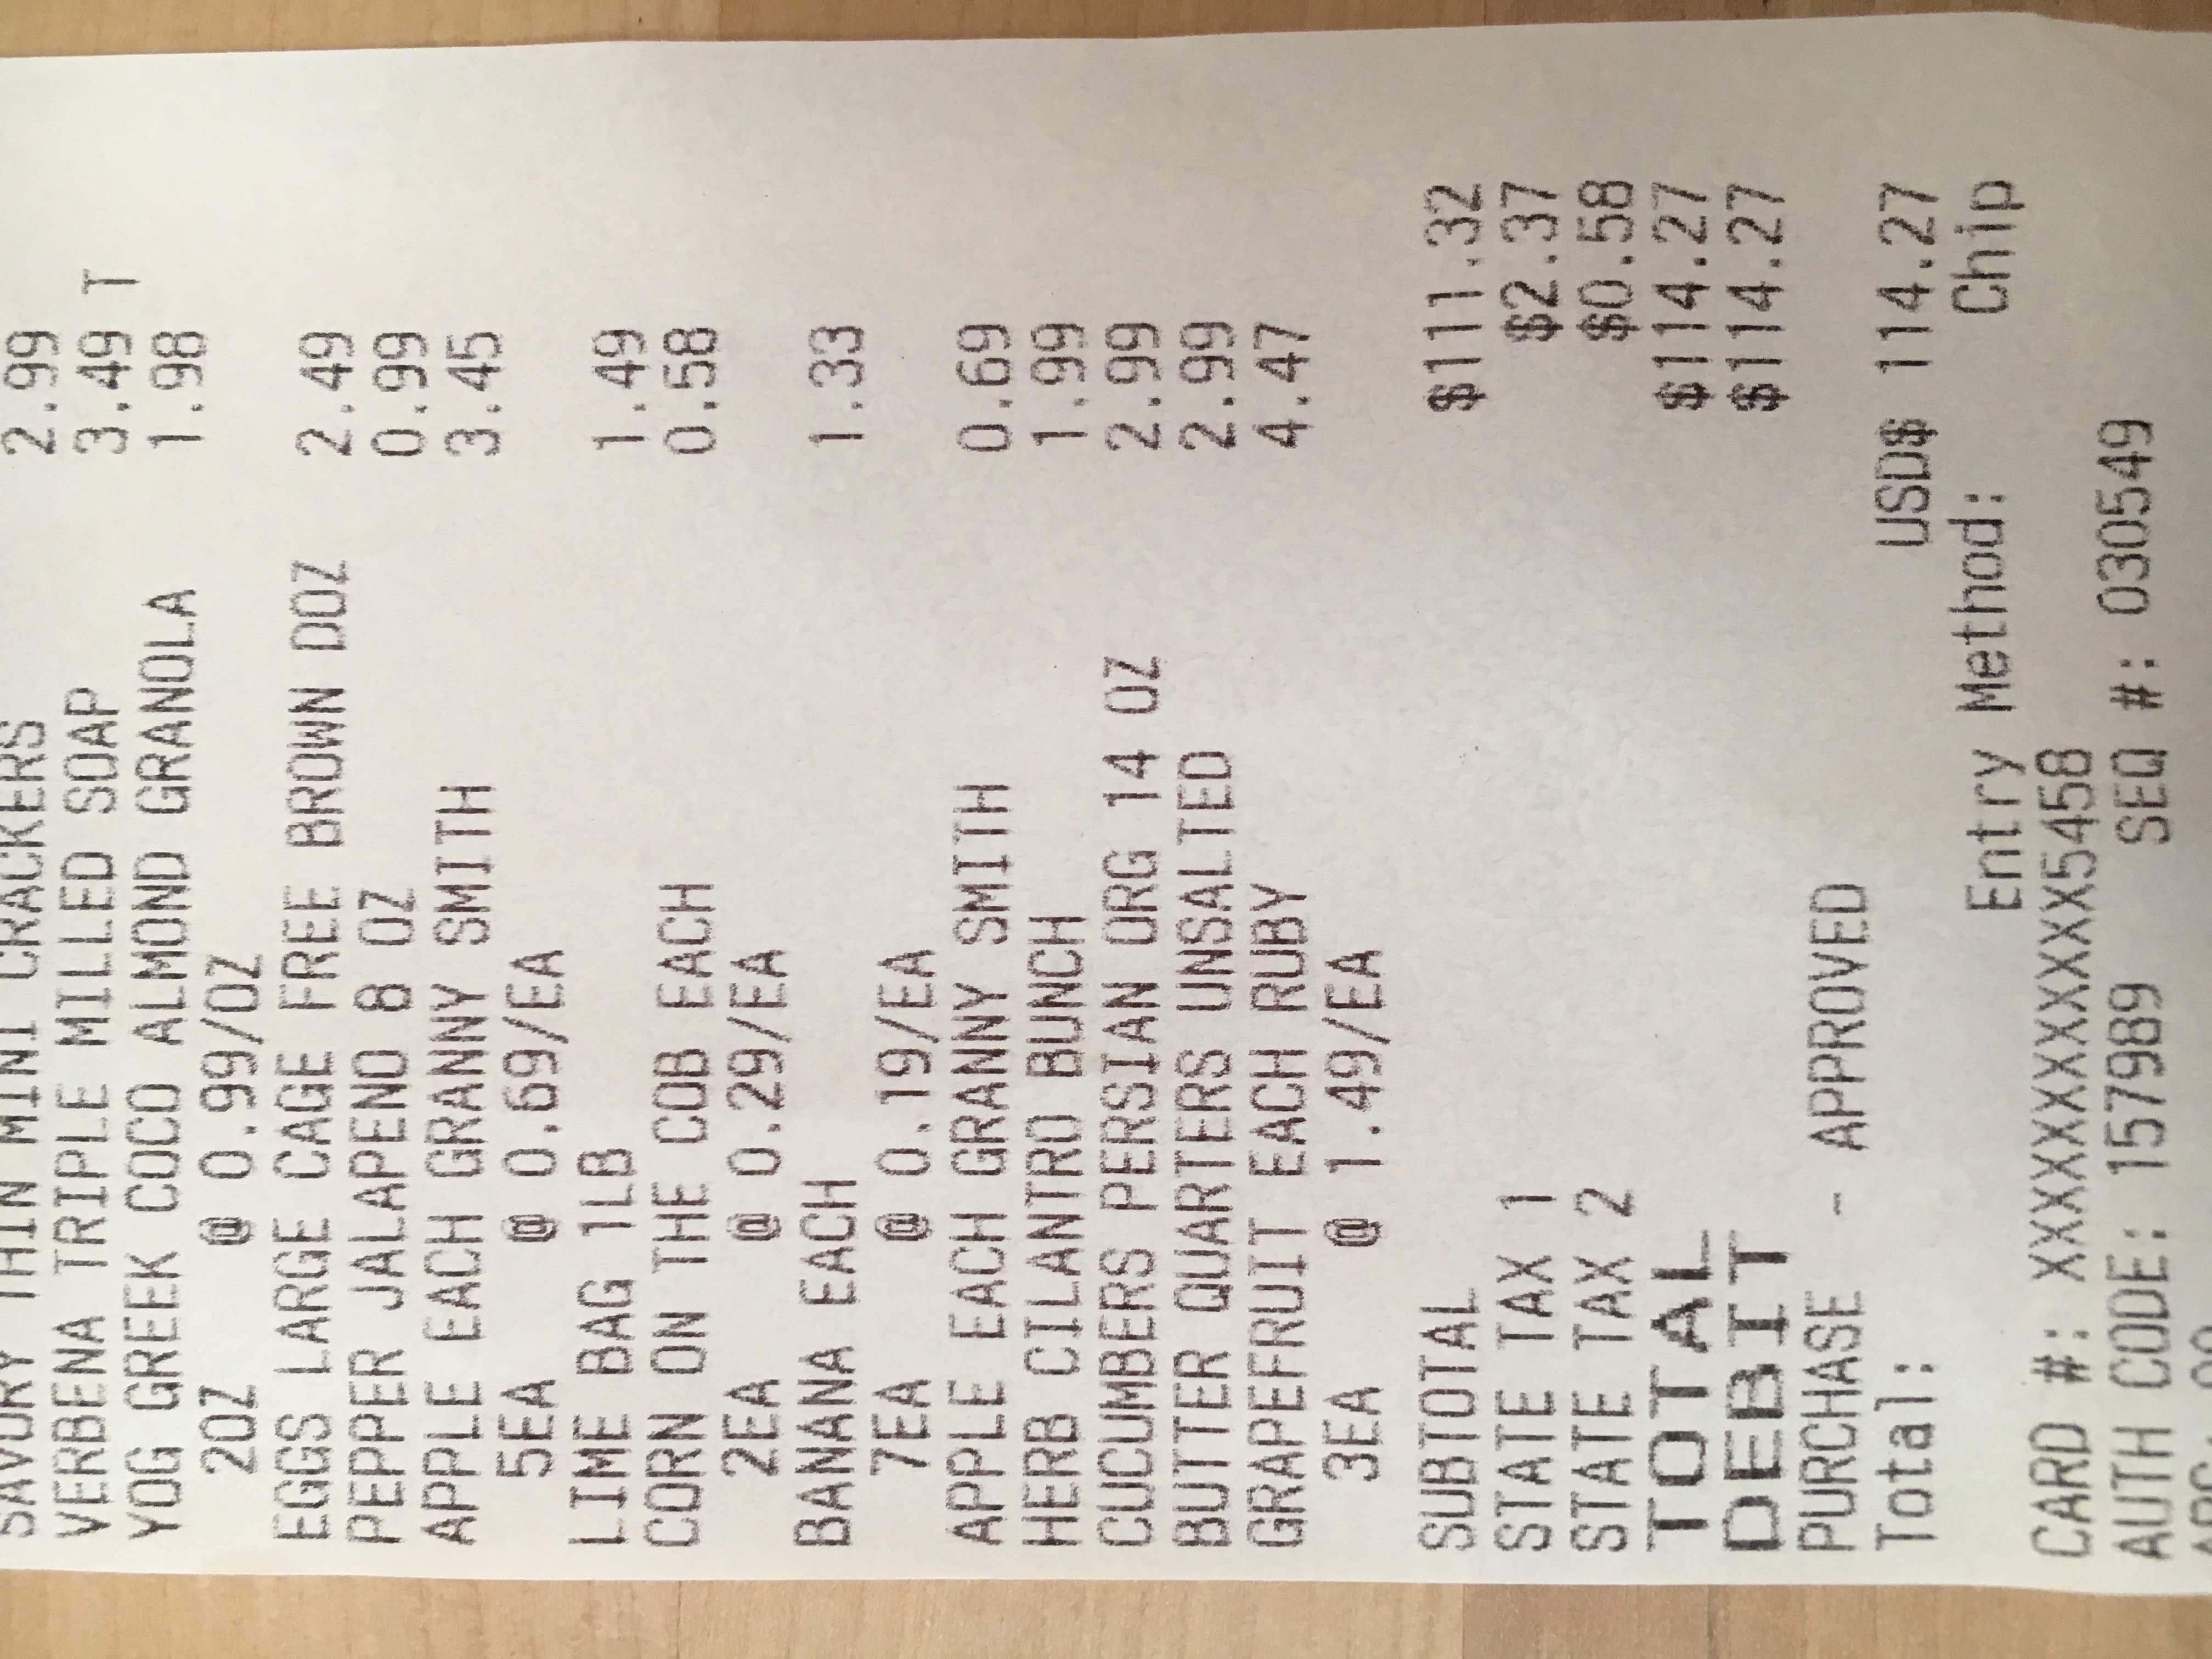 SAVORY THIN MINI CRACKERS 2.99
VERBENA TRIPLE MILLED SOAP 3.49 T
YOG GREEK COCO ALMOND GRANOLA 1.98
2OZ @ 0.99/OZ
EGGS LARGE CAGE FREE BROWN DOZ 2.49
PEPPER JALAPENO 8 OZ 0.99
APPLE EACH GRANNY SMITH 3.45
5EA @ 0.69/EA
LIME BAG 1LB 1.49
CORN ON THE COB EACH 0.58
2EA @ 0.29/EA
BANANA EACH 1.33
7EA @ 0.19/EA
APPLE EACH GRANNY SMITH 0.69
HERB CILANTRO BUNCH 1.99
CUCUMBERS PERSIAN ORG 14 OZ 2.99
BUTTER QUARTERS UNSALTED 2.99
GRAPEFRUIT EACH RUBY 4.47
3EA @ 1.49/EA
SUBTOTAL $111.32
STATE TAX 1 $2.37
STATE TAX 2 $0.58
TOTAL $114.27
DEBIT $114.27
PURCHASE - APPROVED
Total: USD$ 114.27
Entry Method: Chip
CARD #: XXXXXXXXXXXX5458
AUTH CODE: 157989 SEQ #: 030549